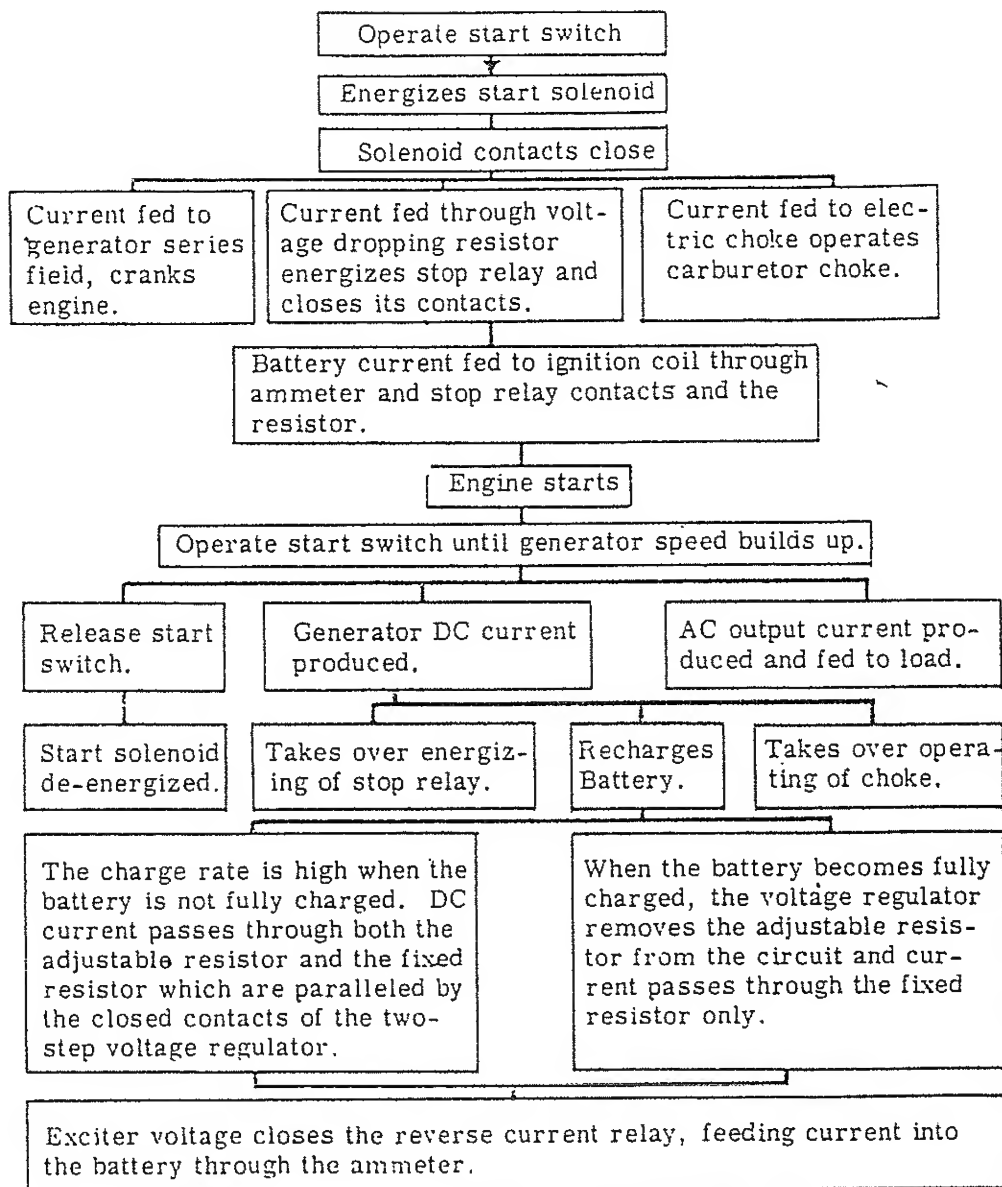 Operate start switch
Energizes start solenoid
Solenoid contacts close
Current fed to
generator series
field, cranks
engine.
Current fed through volt-
age dropping resistor
energizes stop relay and
closes its contacts.
Current fed to elec-
tric choke operates
carburetor choke.
Battery current fed to ignition coil through
ammeter and stop relay contacts and the
resistor.
Engine starts
Operate start switch until generator speed builds up.
Release start
switch.
Generator DC current
produced.
AC output current pro-
duced and fed to load.
Start solenoid
de-energized.
Takes over energiz-
ing of stop relay.
Recharges
Battery.
Takes over opera-
ting of choke.
The charge rate is high when the
battery is not fully charged. DC
current passes through both the
adjustable resistor and the fixed
resistor which are paralleled by
the closed contacts of the two-
step voltage regulator.
When the battery becomes fully
charged, the voltage regulator
removes the adjustable resis-
tor from the circuit and cur-
rent passes through the fixed
resistor only.
Exciter voltage closes the reverse current relay, feeding current into
the battery through the ammeter.